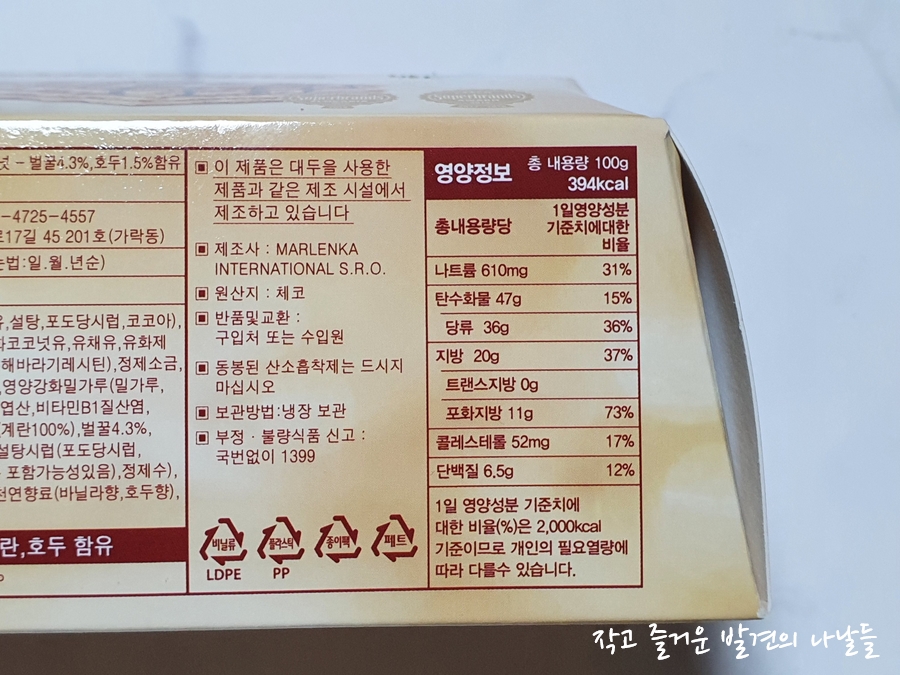 넛 - 벌꿀4.3%,호두1.5%함유
-4725-4557
로17길 45 201호(가락동)
는법:일.월.년순)
유,설탕,포도당시럽,코코아),
화코코넛유,유채유,유화제
해바라기레시틴),정제소금,
,영양강화밀가루(밀가루,
엽산,비타민B1질산염,
계란100%),벌꿀4.3%,
설탕시럽(포도당시럽,
포함가능성있음),정제수),
천연향료(바닐라향,호두향),
란,호두 함유
이 제품은 대두을 사용한
제품과 같은 제조 시설에서
제조하고 있습니다
제조사 : MARLENKA
INTERNATIONAL S.R.O.
원산지 : 체코
반품및교환 :
구입처 또는 수입원
동봉된 산소흡착제는 드시지
마십시오
보관방법:냉장 보관
부정 · 불량식품 신고 :
국번없이 1399
비닐류 플라스틱 종이팩 페트
LDPE PP
영양정보 총 내용량 100g
394kcal
총내용량당 1일영양성분
기준치에대한
비율
나트륨 610mg 31%
탄수화물 47g 15%
당류 36g 36%
지방 20g 37%
트랜스지방 0g
포화지방 11g 73%
콜레스테롤 52mg 17%
단백질 6.5g 12%
1일 영양성분 기준치에
대한 비율(%)은 2,000kcal
기준이므로 개인의 필요열량에
따라 다를수 있습니다.
작고 즐거운 발견의 나날들